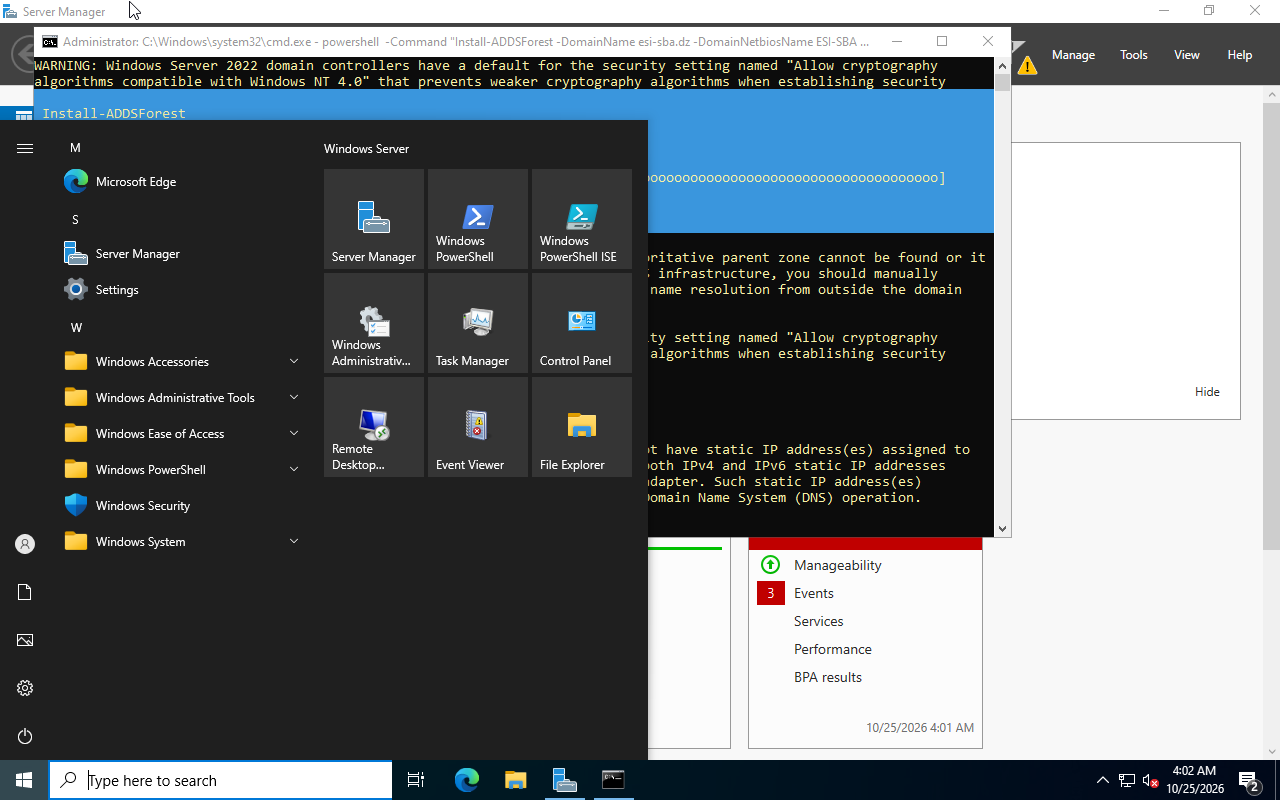 Server Manager
Administrator: C:\Windows\system32\cmd.exe - powershell -Command "Install-ADDSForest -DomainName esi-sba.dz -DomainNetbiosName ESI-SBA ...
Manage
Tools
View
Help
WARNING: Windows Server 2022 domain controllers have a default for the security setting named "Allow cryptography
algorithms compatible with Windows NT 4.0" that prevents weaker cryptography algorithms when establishing security
Install-ADDSForest
oooooooooooooooooooooooooooooooooooooo]
oritative parent zone cannot be found or it
S infrastructure, you should manually
name resolution from outside the domain
ity setting named "Allow cryptography
algorithms when establishing security
ot have static IP address(es) assigned to
both IPv4 and IPv6 static IP addresses
adapter. Such static IP address(es)
Domain Name System (DNS) operation.
M
Microsoft Edge
S
Server Manager
Settings
W
Windows Accessories
Windows Administrative Tools
Windows Ease of Access
Windows PowerShell
Windows Security
Windows System
Windows Server
Server Manager
Windows PowerShell
Windows PowerShell ISE
Windows Administrativ...
Task Manager
Control Panel
Remote Desktop...
Event Viewer
File Explorer
Hide
Manageability
3 Events
Services
Performance
BPA results
10/25/2026 4:01 AM
Type here to search
4:02 AM
10/25/2026
2